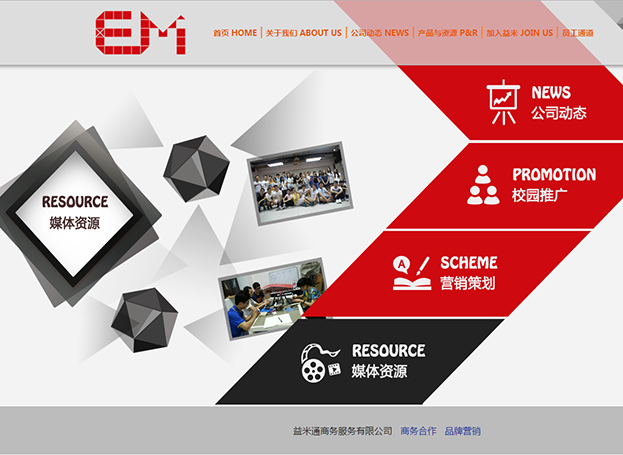 EM
首页 HOME | 关于我们 ABOUT US | 公司动态 NEWS | 产品与资源 P&R | 加入益米 JOIN US | 员工通道
NEWS
公司动态
PROMOTION
校园推广
RESOURCE
媒体资源
SCHEME
营销策划
A
RESOURCE
媒体资源
益米通商务服务有限公司 商务合作 品牌营销